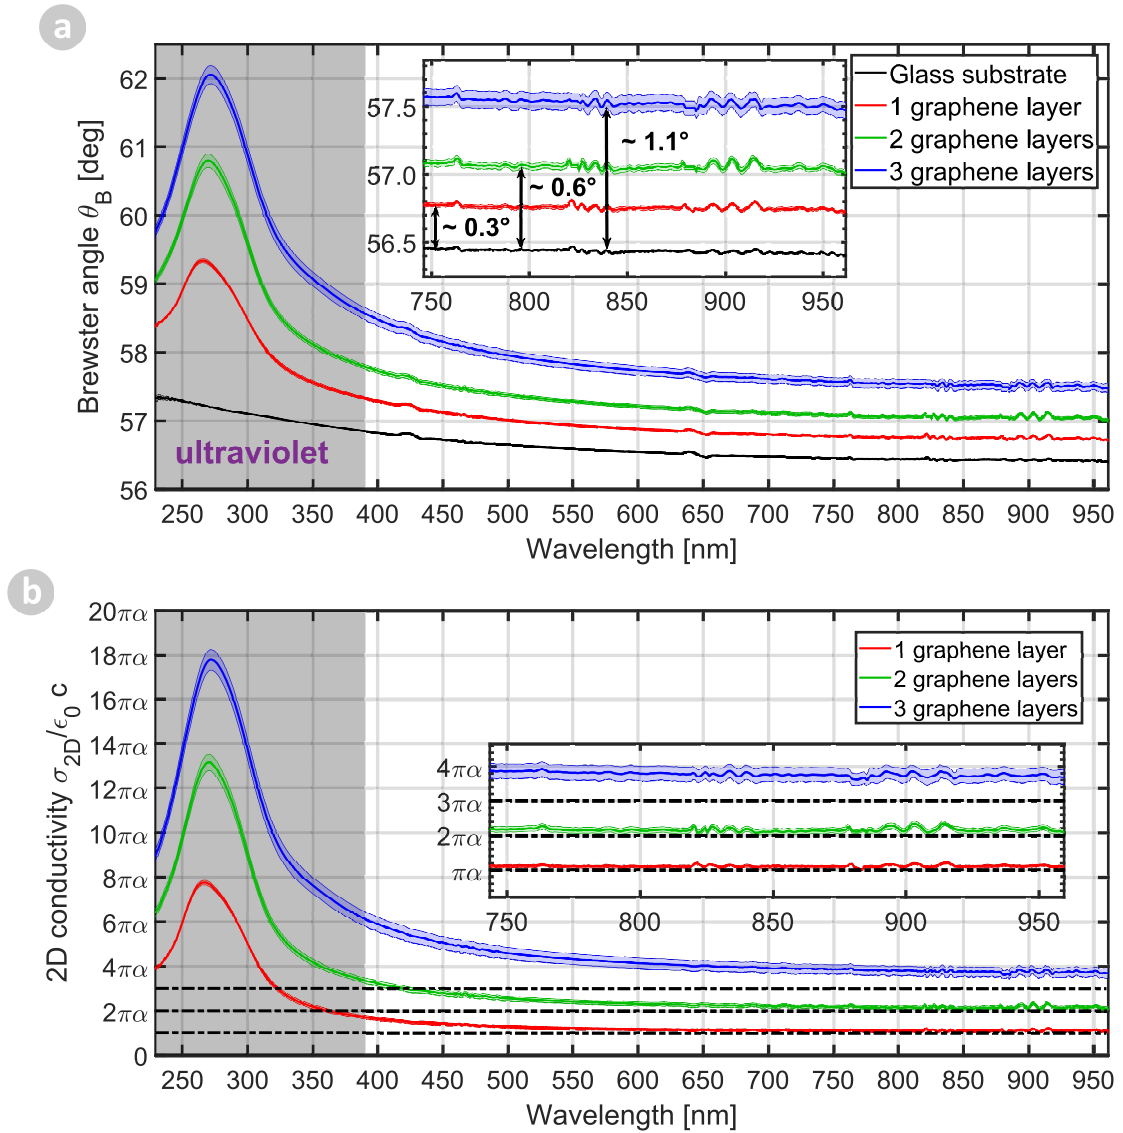 a
Brewster angle θ_B [deg]
62
61
60
59
58
57
56
ultraviolet
250 300 350 400 450 500 550 600 650 700 750 800 850 900 950
Wavelength [nm]
57.5
57.0
56.5
~ 1.1°
~ 0.6°
~ 0.3°
750 800 850 900 950
Glass substrate
1 graphene layer
2 graphene layers
3 graphene layers
b
2D conductivity σ_2D/ϵ_0 c
20πα
18πα
16πα
14πα
12πα
10πα
8πα
6πα
4πα
2πα
0
1 graphene layer
2 graphene layers
3 graphene layers
4πα
3πα
2πα
πα
750 800 850 900 950
250 300 350 400 450 500 550 600 650 700 750 800 850 900 950
Wavelength [nm]